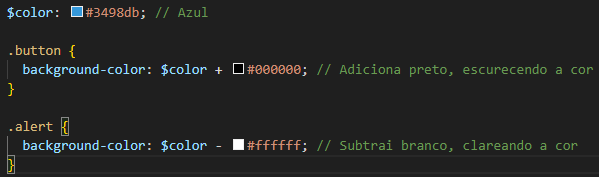 $color: #3498db; // Azul
.button {
background-color: $color + #000000; // Adiciona preto, escurecendo a cor
}
.alert {
background-color: $color - #ffffff; // Subtrai branco, clareando a cor
}